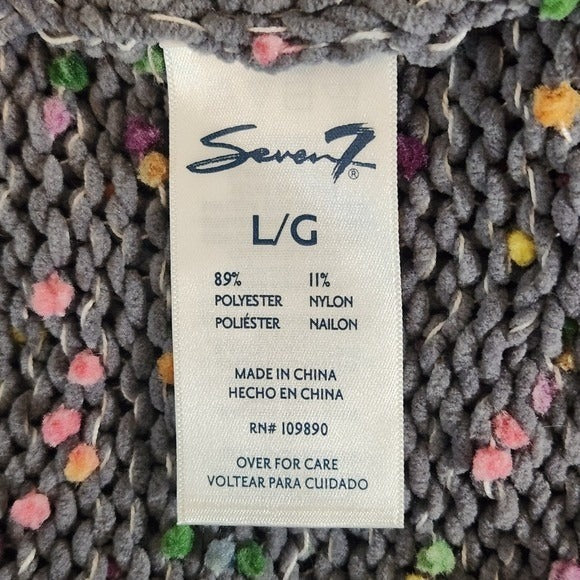 Seven7®
L/G
89% 11%
POLYESTER NYLON
POLIÉSTER NAILON
MADE IN CHINA
HECHO EN CHINA
RN# 109890
OVER FOR CARE
VOLTEAR PARA CUIDADO